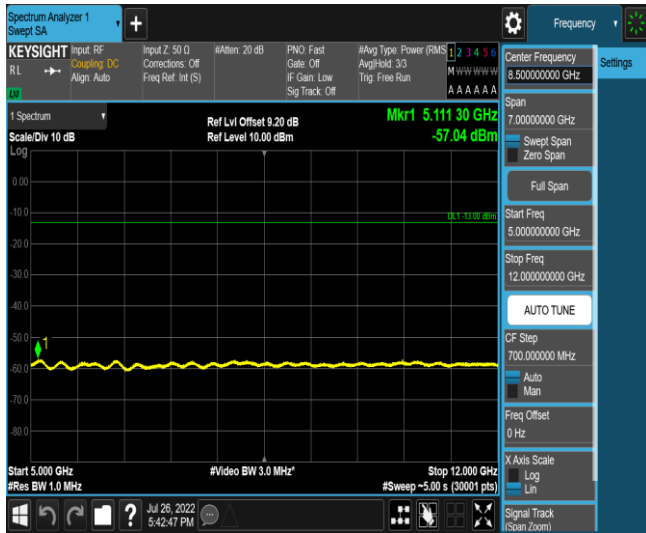 Spectrum Analyzer 1
Swept SA
Frequency
KEYSIGHT
RL
LXI
Input: RF
Coupling: DC
Align: Auto
Input Z: 50 Ω
Corrections: Off
Freq Ref: Int (S)
#Atten: 20 dB
PNO: Fast
Gate: Off
IF Gain: Low
Sig Track: Off
#Avg Type: Power (RMS
Avg|Hold: 3/3
Trig: Free Run
1 2 3 4 5 6
M W W W W W
A A A A A A
Center Frequency
8.500000000 GHz
Settings
1 Spectrum
Scale/Div 10 dB
Log
Ref Lvl Offset 9.20 dB
Ref Level 10.00 dBm
Mkr1 5.111 30 GHz
-57.04 dBm
0.00
-10.0
DL1 -13.00 dBm
-20.0
-30.0
-40.0
-50.0
1
-60.0
-70.0
-80.0
Start 5.000 GHz
#Res BW 1.0 MHz
#Video BW 3.0 MHz*
Stop 12.000 GHz
#Sweep ~5.00 s (30001 pts)
Span
7.00000000 GHz
Swept Span
Zero Span
Full Span
Start Freq
5.000000000 GHz
Stop Freq
12.000000000 GHz
AUTO TUNE
CF Step
700.000000 MHz
Auto
Man
Freq Offset
0 Hz
X Axis Scale
Log
Lin
Signal Track
(Span Zoom)
?
Jul 26, 2022
5:42:47 PM